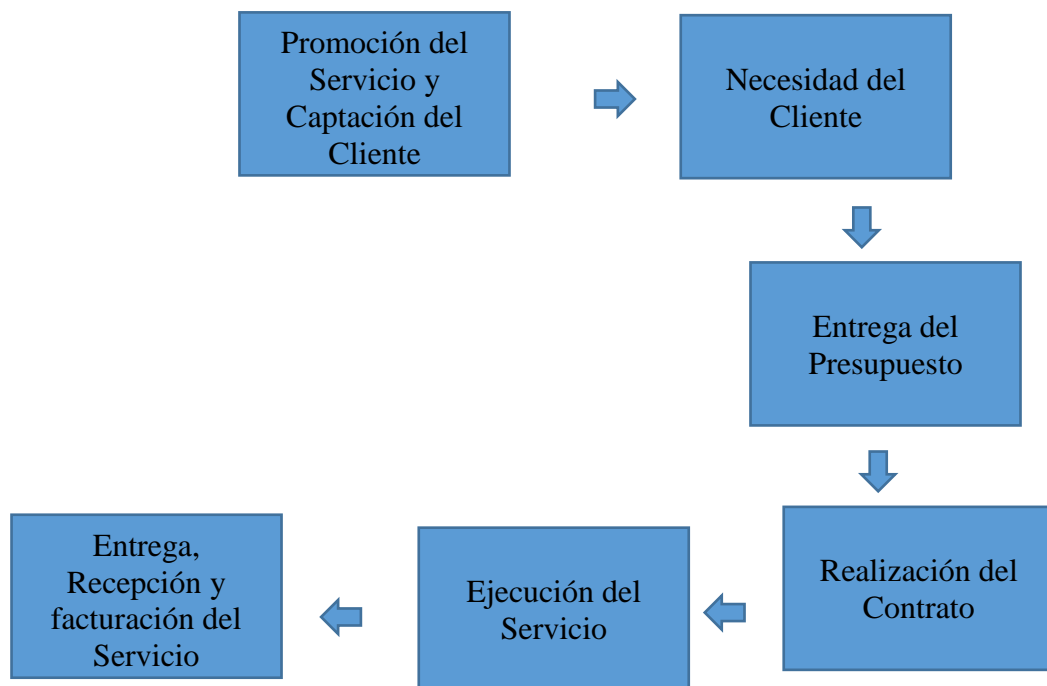 Promoción del
Servicio y
Captación del
Cliente
Necesidad del
Cliente
Entrega del
Presupuesto
Realización del
Contrato
Ejecución del
Servicio
Entrega,
Recepción y
facturación del
Servicio